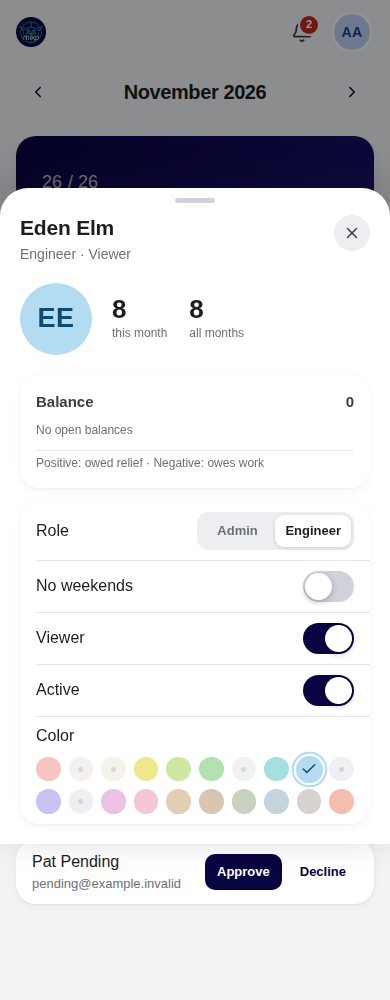 miko
2
AA
November 2026
26 / 26
Eden Elm
Engineer · Viewer
EE
8
this month
8
all months
Balance
0
No open balances
Positive: owed relief · Negative: owes work
Role
Admin
Engineer
No weekends
Viewer
Active
Color
Pat Pending
pending@example.invalid
Approve
Decline